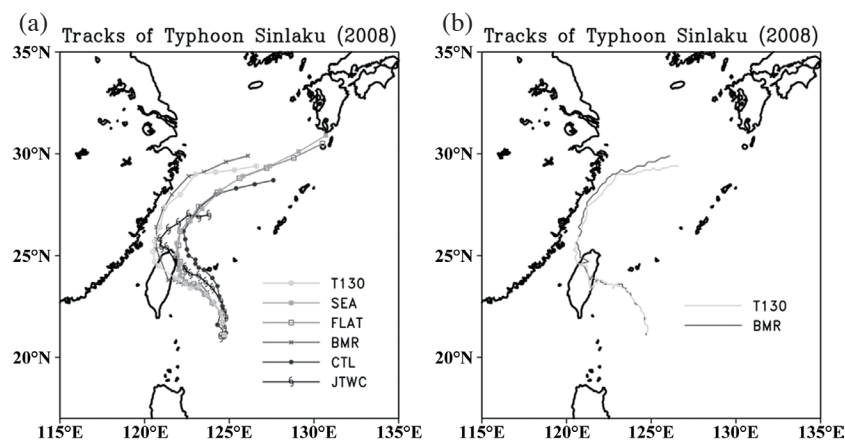 (a)
Tracks of Typhoon Sinlaku (2008)
35°N
30°N
25°N
20°N
115°E 120°E 125°E 130°E 135°E
T130
SEA
FLAT
BMR
CTL
JTWC
(b)
Tracks of Typhoon Sinlaku (2008)
35°N
30°N
25°N
20°N
115°E 120°E 125°E 130°E 135°E
T130
BMR